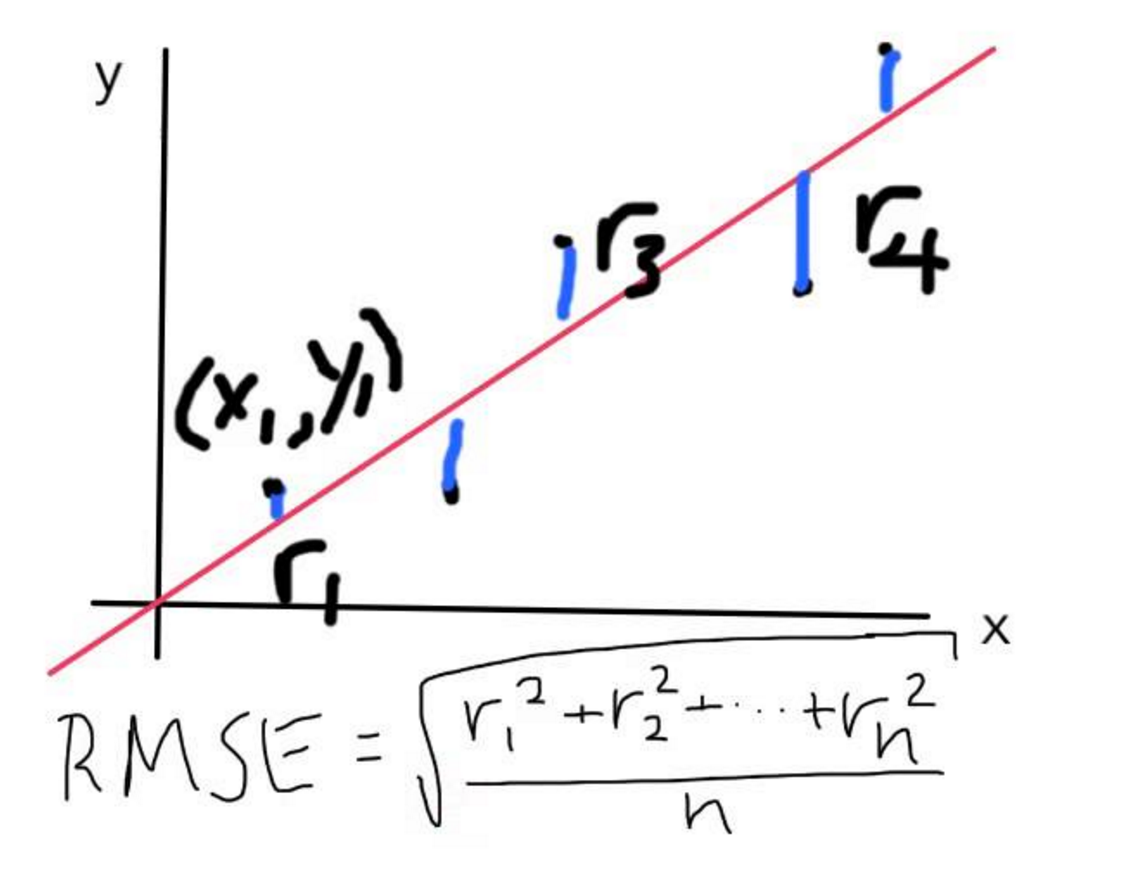 y
r₃
r₄
(x₁,y₁)
r₁
x
RMSE = √((r₁² + r₂² + ... + rₙ²)/n)